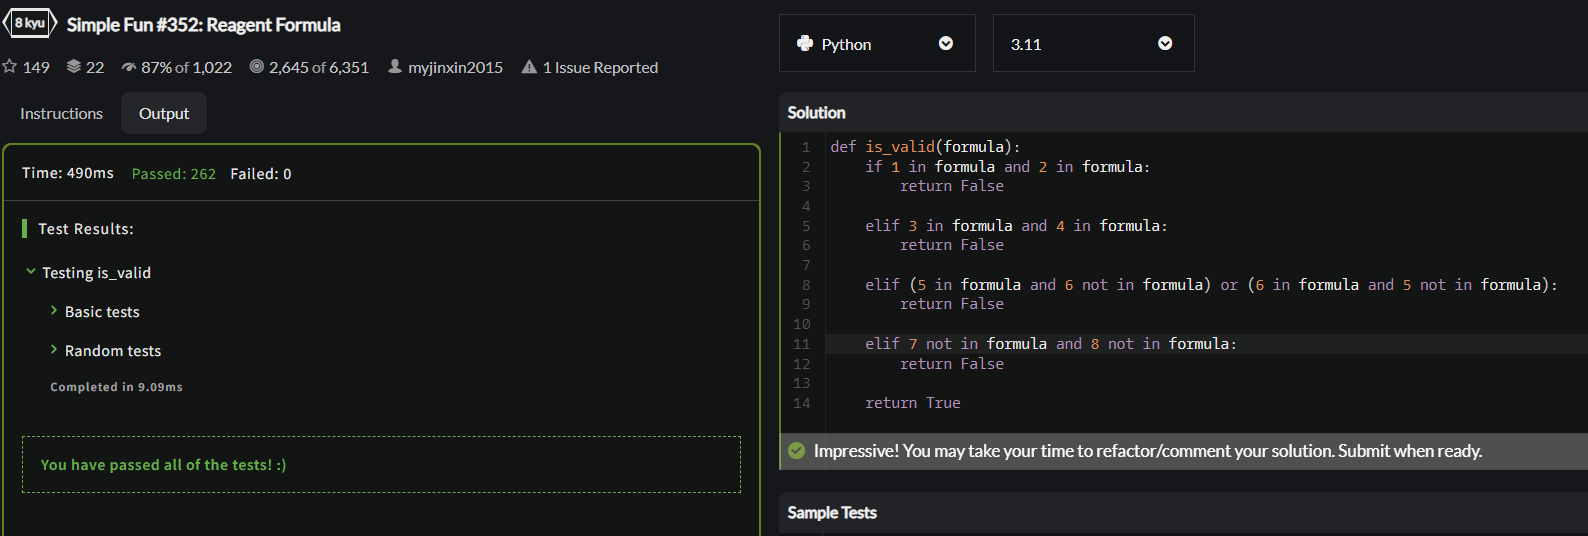 8 kyu Simple Fun #352: Reagent Formula
149 22 87% of 1,022 2,645 of 6,351 myjinxin2015 1 Issue Reported
Instructions Output
Time: 490ms Passed: 262 Failed: 0
Test Results:
Testing is_valid
Basic tests
Random tests
Completed in 9.09ms
You have passed all of the tests! :)
Python 3.11
Solution
1 def is_valid(formula):
2     if 1 in formula and 2 in formula:
3         return False
4
5     elif 3 in formula and 4 in formula:
6         return False
7
8     elif (5 in formula and 6 not in formula) or (6 in formula and 5 not in formula):
9         return False
10
11     elif 7 not in formula and 8 not in formula:
12         return False
13
14     return True
Impressive! You may take your time to refactor/comment your solution. Submit when ready.
Sample Tests